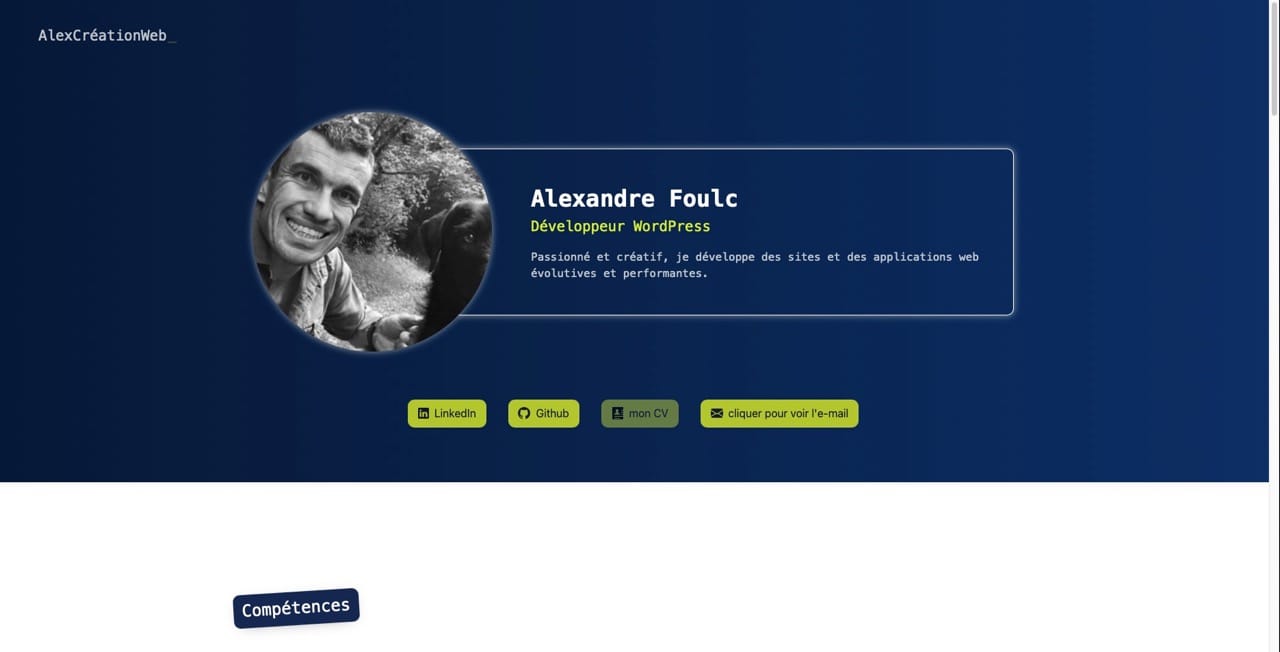 AlexCréationWeb_
Alexandre Foulc
Développeur WordPress
Passionné et créatif, je développe des sites et des applications web
évolutives et performantes.
LinkedIn
Github
mon CV
cliquer pour voir l'e-mail
Compétences